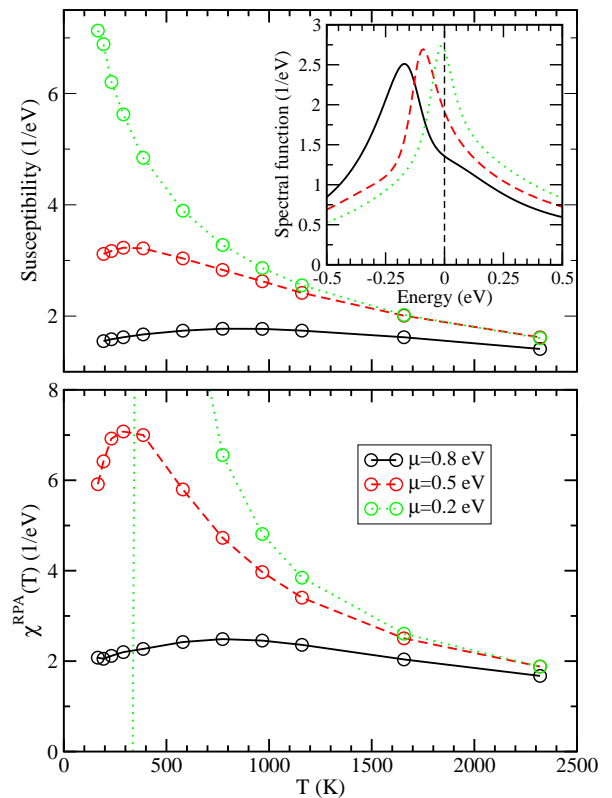 Susceptibility (1/eV)
2
4
6
Spectral function (1/eV)
0
0.5
1
1.5
2
2.5
3
-0.5 -0.25 0 0.25 0.5
Energy (eV)
χ^RPA(T) (1/eV)
0
2
4
6
8
μ=0.8 eV
μ=0.5 eV
μ=0.2 eV
0 500 1000 1500 2000 2500
T (K)